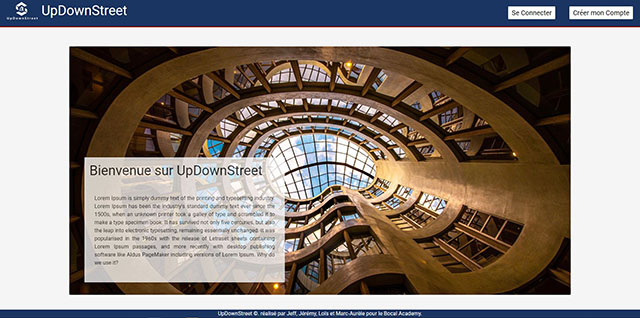 UpDownStreet
UpDownStreet
Se Connecter
Créer mon Compte
Bienvenue sur UpDownStreet
Lorem Ipsum is simply dummy text of the printing and typesetting industry.
Lorem Ipsum has been the industry's standard dummy text ever since the
1500s, when an unknown printer took a galley of type and scrambled it to
make a type specimen book. It has survived not only five centuries, but also
the leap into electronic typesetting, remaining essentially unchanged. It was
popularised in the 1960s with the release of Letraset sheets containing
Lorem Ipsum passages, and more recently with desktop publishing
software like Aldus PageMaker including versions of Lorem Ipsum. Why do
we use it?
UpDownStreet ©. réalisé par Jeff, Jérémy, Loïs et Marc-Aurèle pour le Bocal Academy.